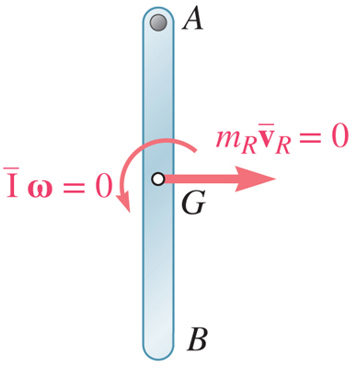 A
m_R v̄_R = 0
Ī ω = 0
G
B